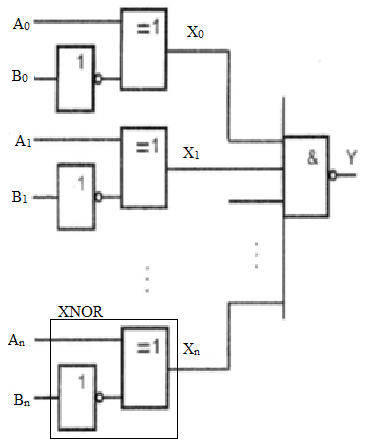 A0
=1
X0
B0
1
A1
=1
X1
B1
1
&
Y
XNOR
An
=1
Xn
Bn
1